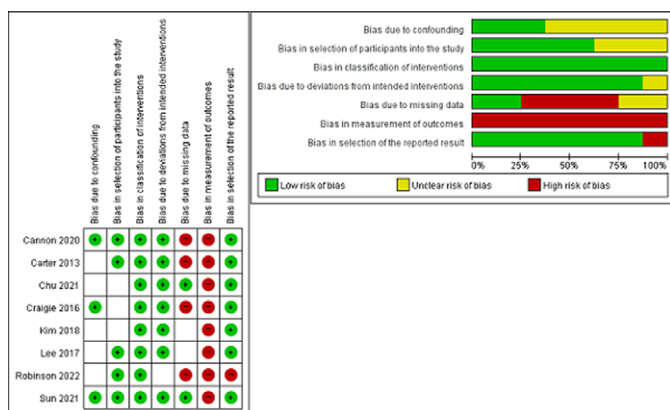 Bias due to confounding
Bias in selection of participants into the study
Bias in classification of interventions
Bias due to deviations from intended interventions
Bias due to missing data
Bias in measurement of outcomes
Bias in selection of the reported result
0% 25% 50% 75% 100%
Low risk of bias Unclear risk of bias High risk of bias
Bias due to confounding
Bias in selection of participants into the study
Bias in classification of interventions
Bias due to deviations from intended interventions
Bias due to missing data
Bias in measurement of outcomes
Bias in selection of the reported result
Cannon 2020 + + + + - - +
Carter 2013 + + + - - +
Chu 2021 + + + - +
Craigie 2016 + + + - - +
Kim 2018 + + - +
Lee 2017 + + + - +
Robinson 2022 + + - - -
Sun 2021 + + + + + - +